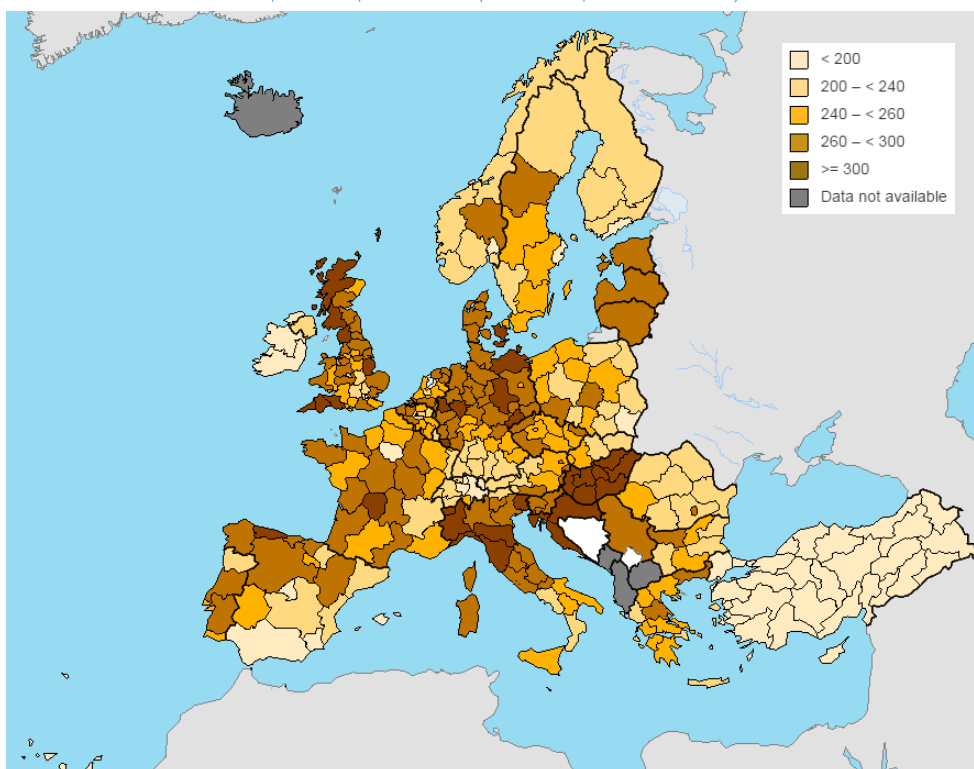 < 200
200 – < 240
240 – < 260
260 – < 300
>= 300
Data not available